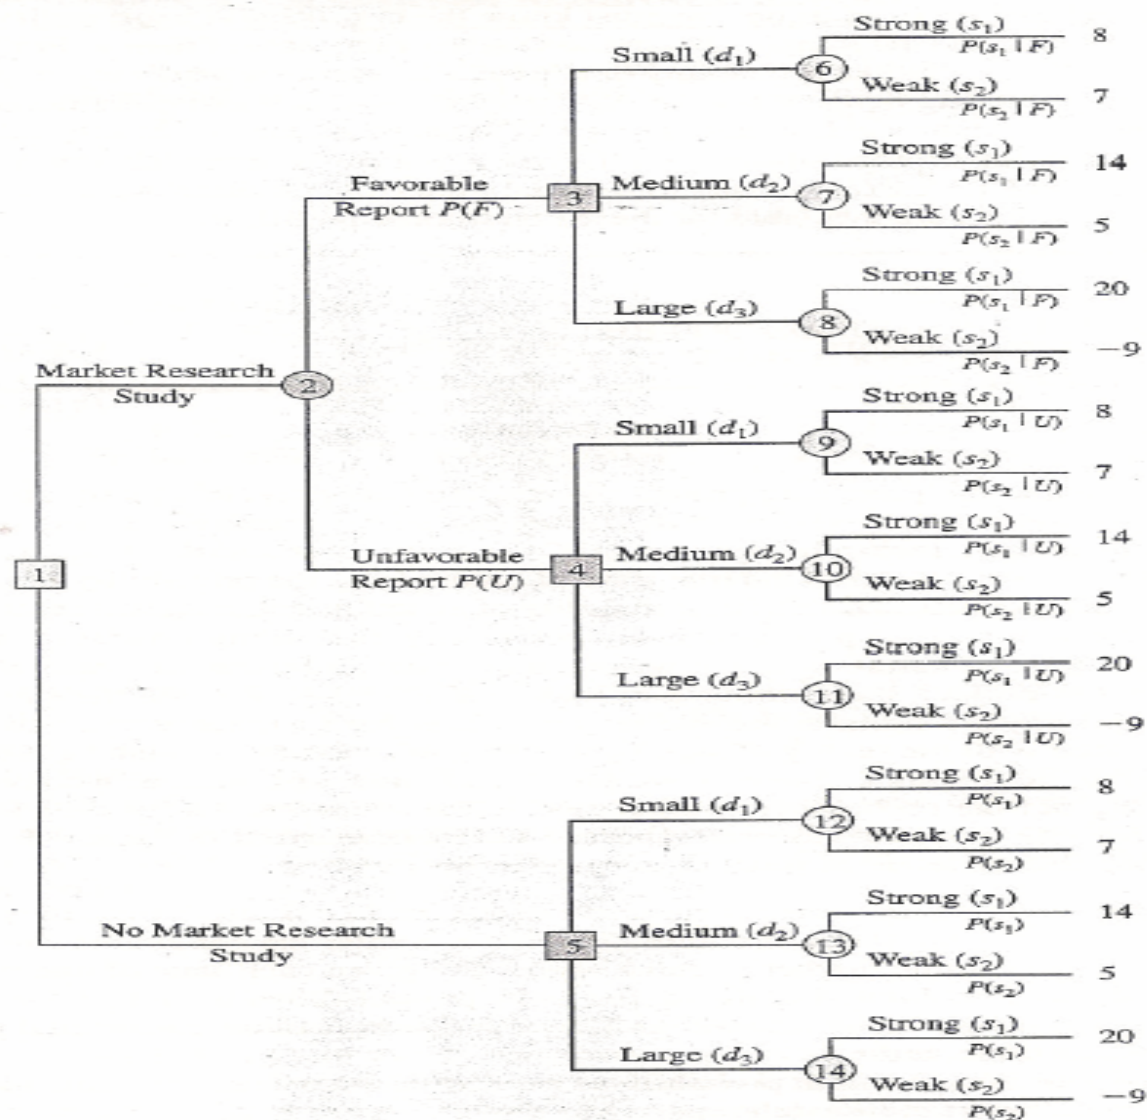 Strong (s₁)
P(s₁ | F)
8
Small (d₁)
6
Weak (s₂)
P(s₂ | F)
7
Strong (s₁)
P(s₁ | F)
14
Favorable
Report P(F)
3
Medium (d₂)
7
Weak (s₂)
P(s₂ | F)
5
Strong (s₁)
P(s₁ | F)
20
Large (d₃)
8
Weak (s₂)
P(s₂ | F)
−9
Market Research
Study
2
Strong (s₁)
P(s₁ | U)
8
Small (d₁)
9
Weak (s₂)
P(s₂ | U)
7
Strong (s₁)
P(s₁ | U)
14
1
Unfavorable
Report P(U)
4
Medium (d₂)
10
Weak (s₂)
P(s₂ | U)
5
Strong (s₁)
P(s₁ | U)
20
Large (d₃)
11
Weak (s₂)
P(s₂ | U)
−9
Strong (s₁)
P(s₁)
8
Small (d₁)
12
Weak (s₂)
P(s₂)
7
Strong (s₁)
P(s₁)
14
No Market Research
Study
5
Medium (d₂)
13
Weak (s₂)
P(s₂)
5
Strong (s₁)
P(s₁)
20
Large (d₃)
14
Weak (s₂)
P(s₂)
−9